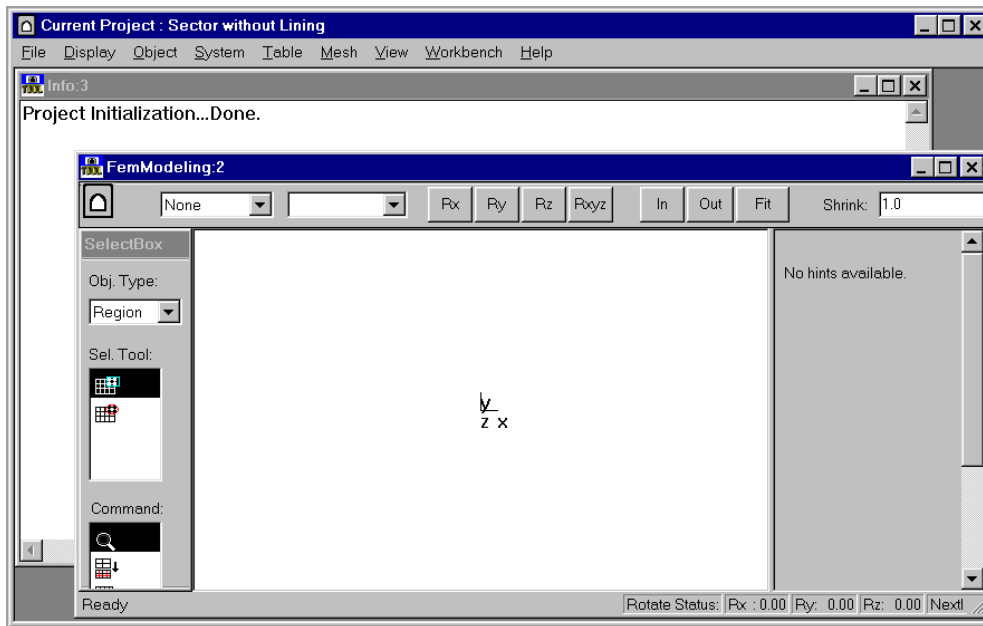 Current Project : Sector without Lining
File Display Object System Table Mesh View Workbench Help
Info:3
Project Initialization...Done.
FemModeling:2
None Rx Ry Rz Rxyz In Out Fit Shrink: 1.0
SelectBox
Obj. Type:
Region
Sel. Tool:
Command:
No hints available.
y
z x
Ready Rotate Status: Rx : 0.00 Ry: 0.00 Rz: 0.00 Nextl